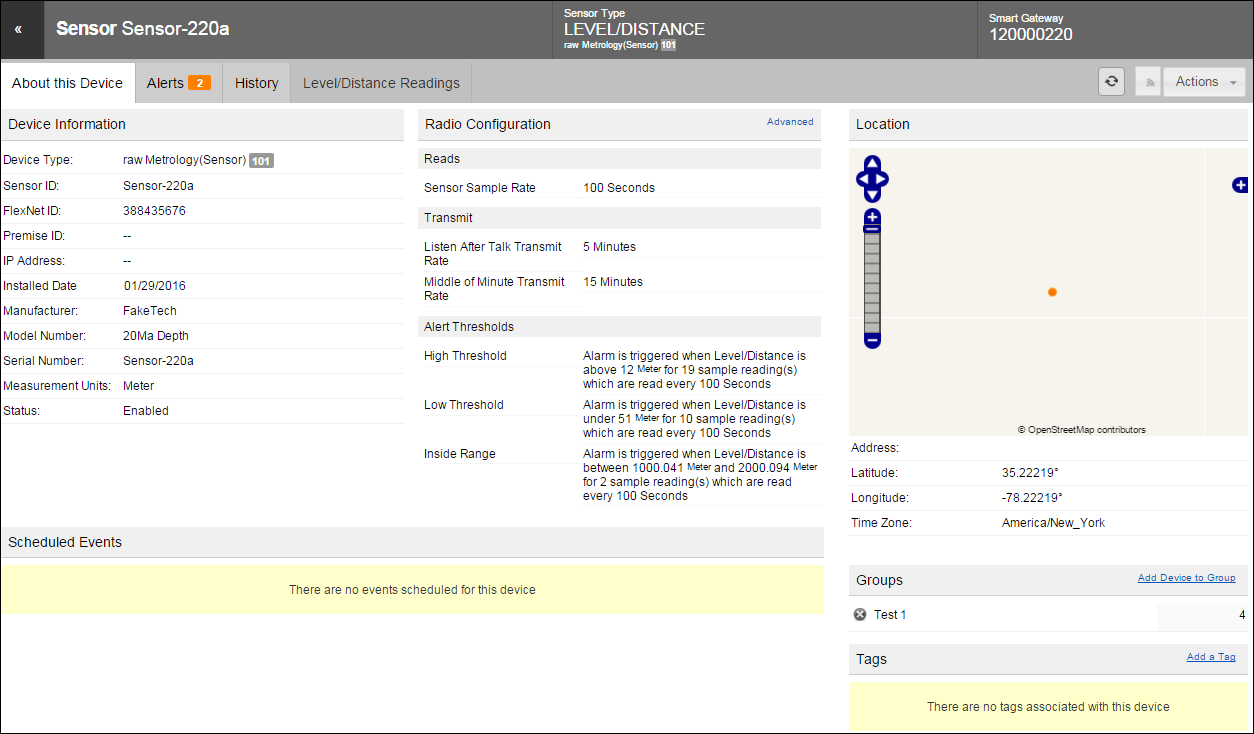 «
Sensor Sensor-220a
Sensor Type
LEVEL/DISTANCE
raw Metrology(Sensor) 101
Smart Gateway
120000220
About this Device
Alerts 2
History
Level/Distance Readings
Actions
Device Information
Device Type: raw Metrology(Sensor) 101
Sensor ID: Sensor-220a
FlexNet ID: 388435676
Premise ID: --
IP Address: --
Installed Date 01/29/2016
Manufacturer: FakeTech
Model Number: 20Ma Depth
Serial Number: Sensor-220a
Measurement Units: Meter
Status: Enabled
Radio Configuration
Advanced
Reads
Sensor Sample Rate 100 Seconds
Transmit
Listen After Talk Transmit 5 Minutes
Rate
Middle of Minute Transmit 15 Minutes
Rate
Alert Thresholds
High Threshold Alarm is triggered when Level/Distance is
above 12 Meter for 19 sample reading(s)
which are read every 100 Seconds
Low Threshold Alarm is triggered when Level/Distance is
under 51 Meter for 10 sample reading(s)
which are read every 100 Seconds
Inside Range Alarm is triggered when Level/Distance is
between 1000.041 Meter and 2000.094 Meter
for 2 sample reading(s) which are read
every 100 Seconds
Location
© OpenStreetMap contributors
Address:
Latitude: 35.22219°
Longitude: -78.22219°
Time Zone: America/New_York
Scheduled Events
There are no events scheduled for this device
Groups
Add Device to Group
Test 1 4
Tags
Add a Tag
There are no tags associated with this device